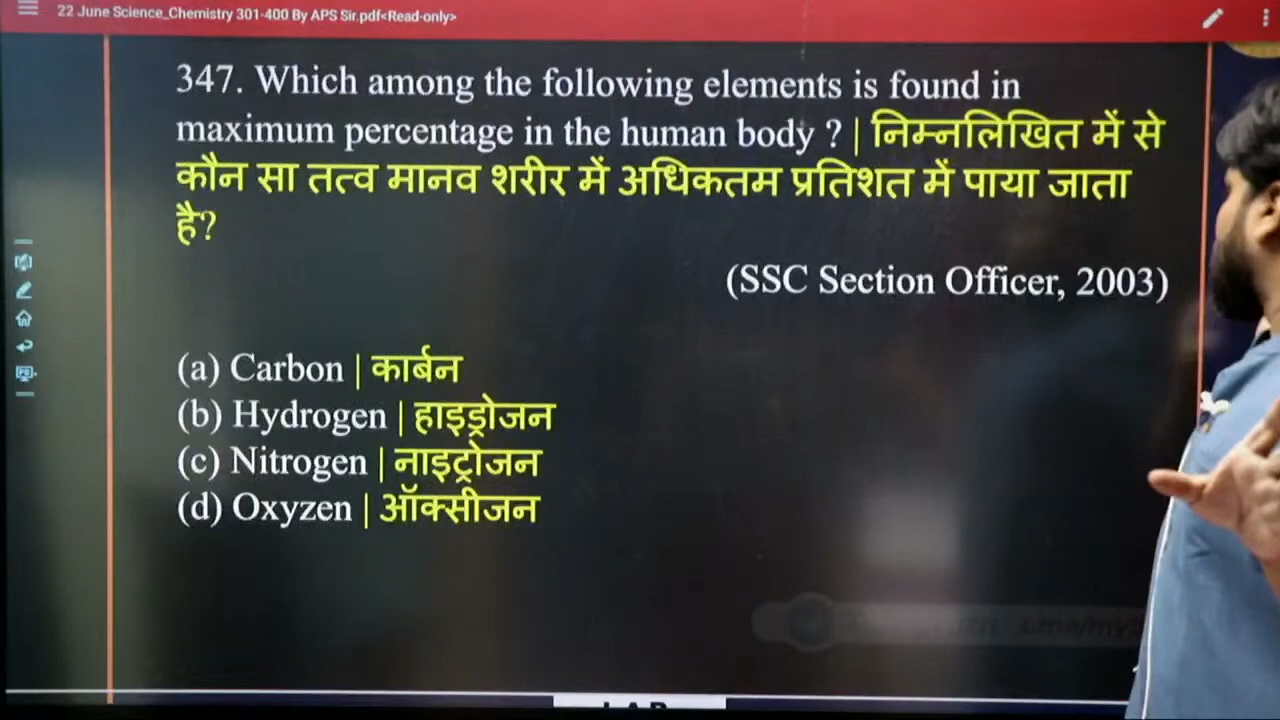 22 June Science_Chemistry 301-400 By APS Sir.pdf<Read-only>
347. Which among the following elements is found in
maximum percentage in the human body ? | निम्नलिखित में से
कौन सा तत्व मानव शरीर में अधिकतम प्रतिशत में पाया जाता
है?
(SSC Section Officer, 2003)
(a) Carbon | कार्बन
(b) Hydrogen | हाइड्रोजन
(c) Nitrogen | नाइट्रोजन
(d) Oxyzen | ऑक्सीजन